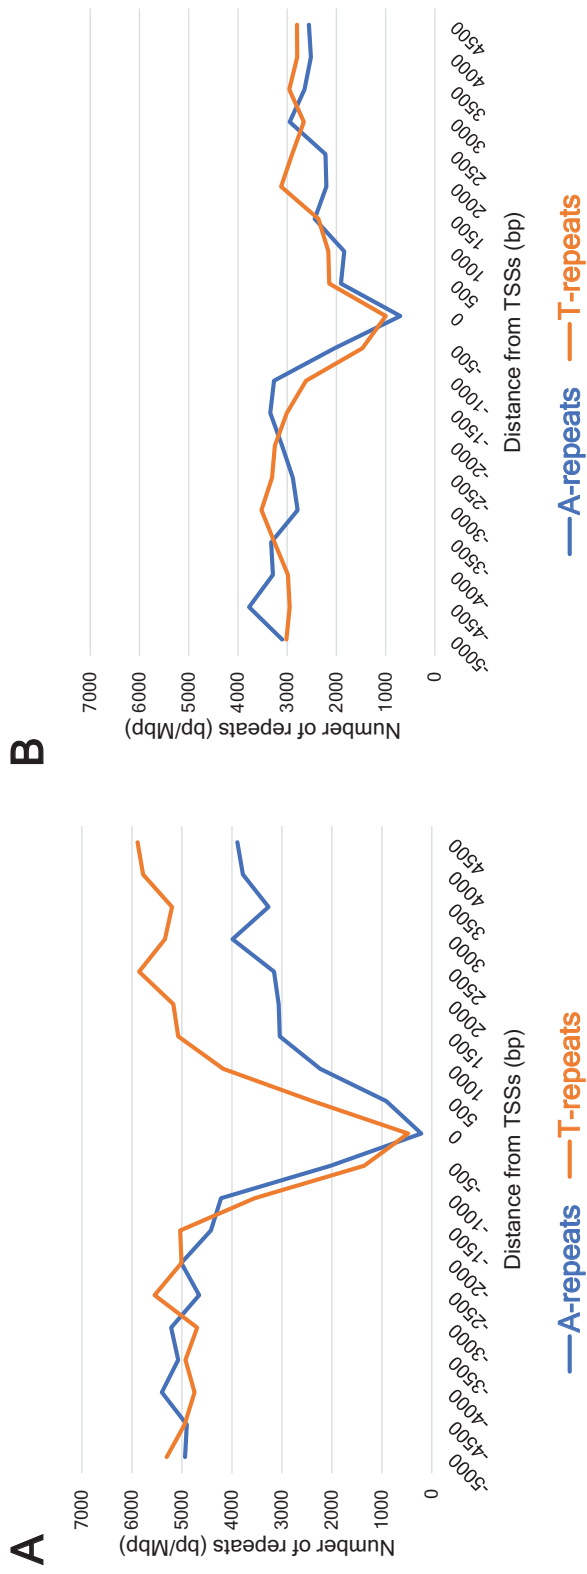 A
Number of repeats (bp/Mbp)
7000
6000
5000
4000
3000
2000
1000
0
-5000 -4500 -4000 -3500 -3000 -2500 -2000 -1500 -1000 -500 0 500 1000 1500 2000 2500 3000 3500 4000 4500
Distance from TSSs (bp)
A-repeats T-repeats
B
Number of repeats (bp/Mbp)
7000
6000
5000
4000
3000
2000
1000
0
-5000 -4500 -4000 -3500 -3000 -2500 -2000 -1500 -1000 -500 0 500 1000 1500 2000 2500 3000 3500 4000 4500
Distance from TSSs (bp)
A-repeats T-repeats